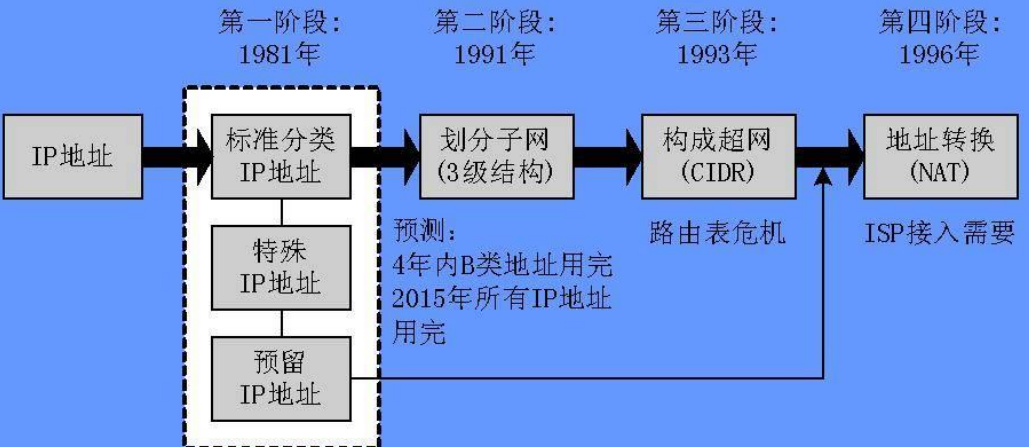 第一阶段:
1981年
第二阶段:
1991年
第三阶段:
1993年
第四阶段:
1996年
IP地址
标准分类
IP地址
划分子网
(3级结构)
构成超网
(CIDR)
地址转换
(NAT)
特殊
IP地址
预测:
4年内B类地址用完
2015年所有IP地址
用完
路由表危机
ISP接入需要
预留
IP地址